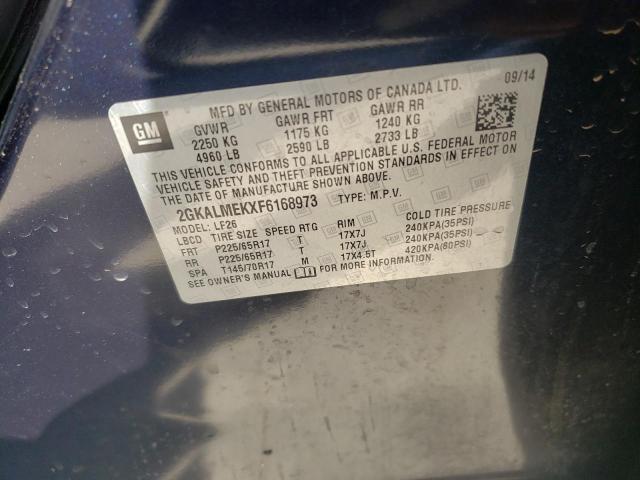 09/14
GM
MFD BY GENERAL MOTORS OF CANADA LTD.
GVWR GAWR FRT GAWR RR
2250 KG 1175 KG 1240 KG
4960 LB 2590 LB 2733 LB
THIS VEHICLE CONFORMS TO ALL APPLICABLE U.S. FEDERAL MOTOR
VEHICLE SAFETY AND THEFT PREVENTION STANDARDS IN EFFECT ON
THE DATE OF MANUFACTURE SHOWN ABOVE.
2GKALMEKXF6168973 TYPE: M.P.V.
MODEL: LF26
LBCD TIRE SIZE SPEED RTG RIM COLD TIRE PRESSURE
FRT P225/65R17 T 17X7J 240KPA(35PSI)
RR P225/65R17 T 17X7J 240KPA(35PSI)
SPA T145/70R17 M 17X4.5T 420KPA(60PSI)
SEE OWNER'S MANUAL FOR MORE INFORMATION.